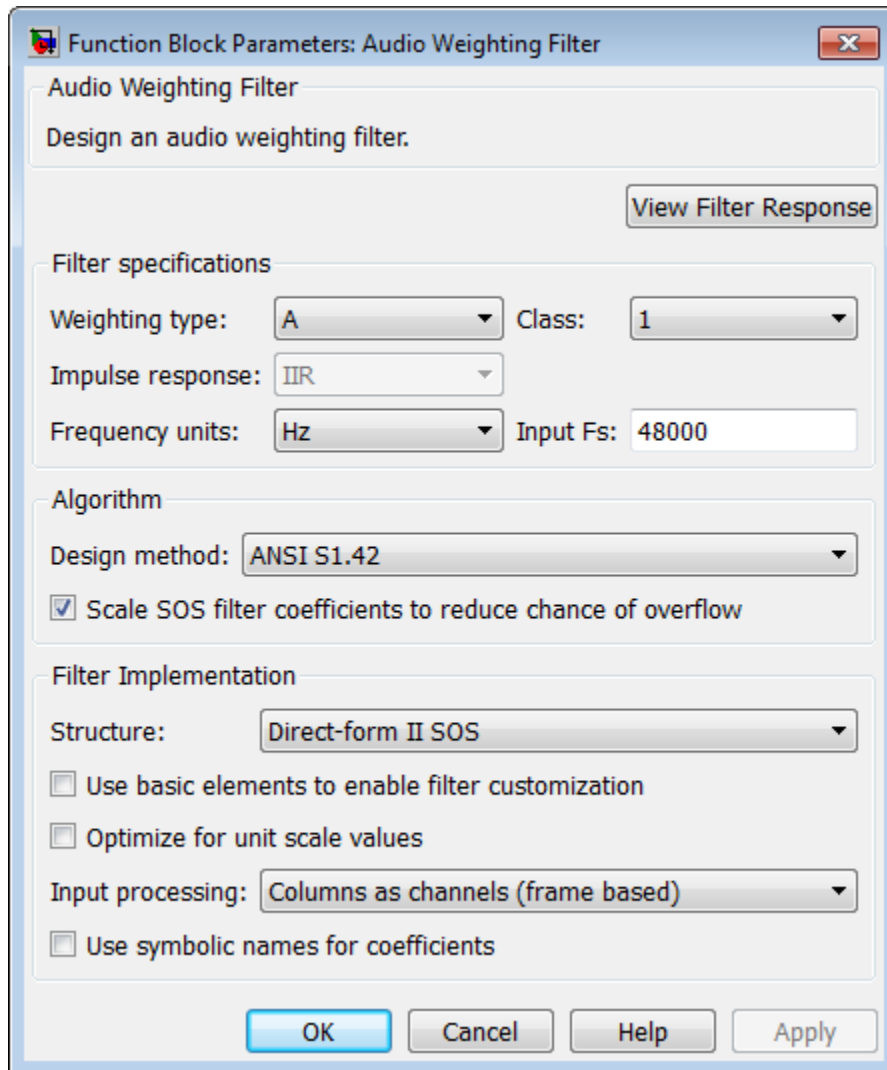 Function Block Parameters: Audio Weighting Filter
Audio Weighting Filter
Design an audio weighting filter.
View Filter Response
Filter specifications
Weighting type: A Class: 1
Impulse response: IIR
Frequency units: Hz Input Fs: 48000
Algorithm
Design method: ANSI S1.42
Scale SOS filter coefficients to reduce chance of overflow
Filter Implementation
Structure: Direct-form II SOS
Use basic elements to enable filter customization
Optimize for unit scale values
Input processing: Columns as channels (frame based)
Use symbolic names for coefficients
OK Cancel Help Apply